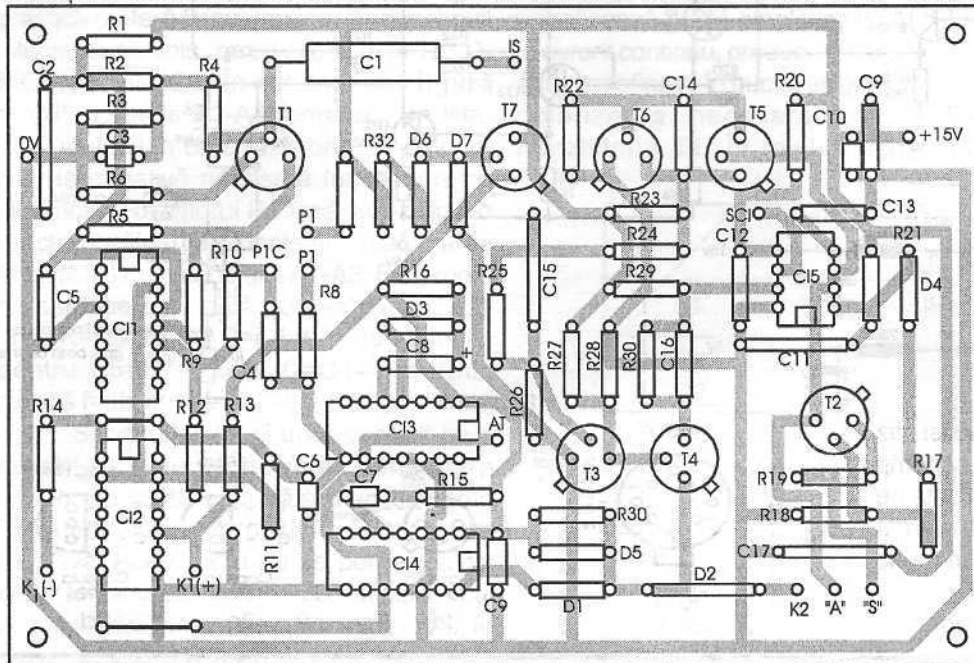 R1
C2
R2
R4
C1
IS
R3
T1
T7
R22
T6
C14
T5
R20
C9
C10
+15V
0V
C3
R32
D6
D7
R6
R5
P1
R23
SCI
C13
R24
C12
R21
C5
CI1
R10
P1C
P1
R8
R16
R25
C15
R29
CI5
D4
D3
C8
+
R9
C4
R27
R28
R30
C16
C11
R14
R12
R13
CI3
AT
R26
T2
C6
C7
R15
T3
T4
R19
R17
CI2
R11
R30
R18
CI4
D5
C17
K1(-)
K1(+)
C9
D1
D2
K2
"A"
"S"